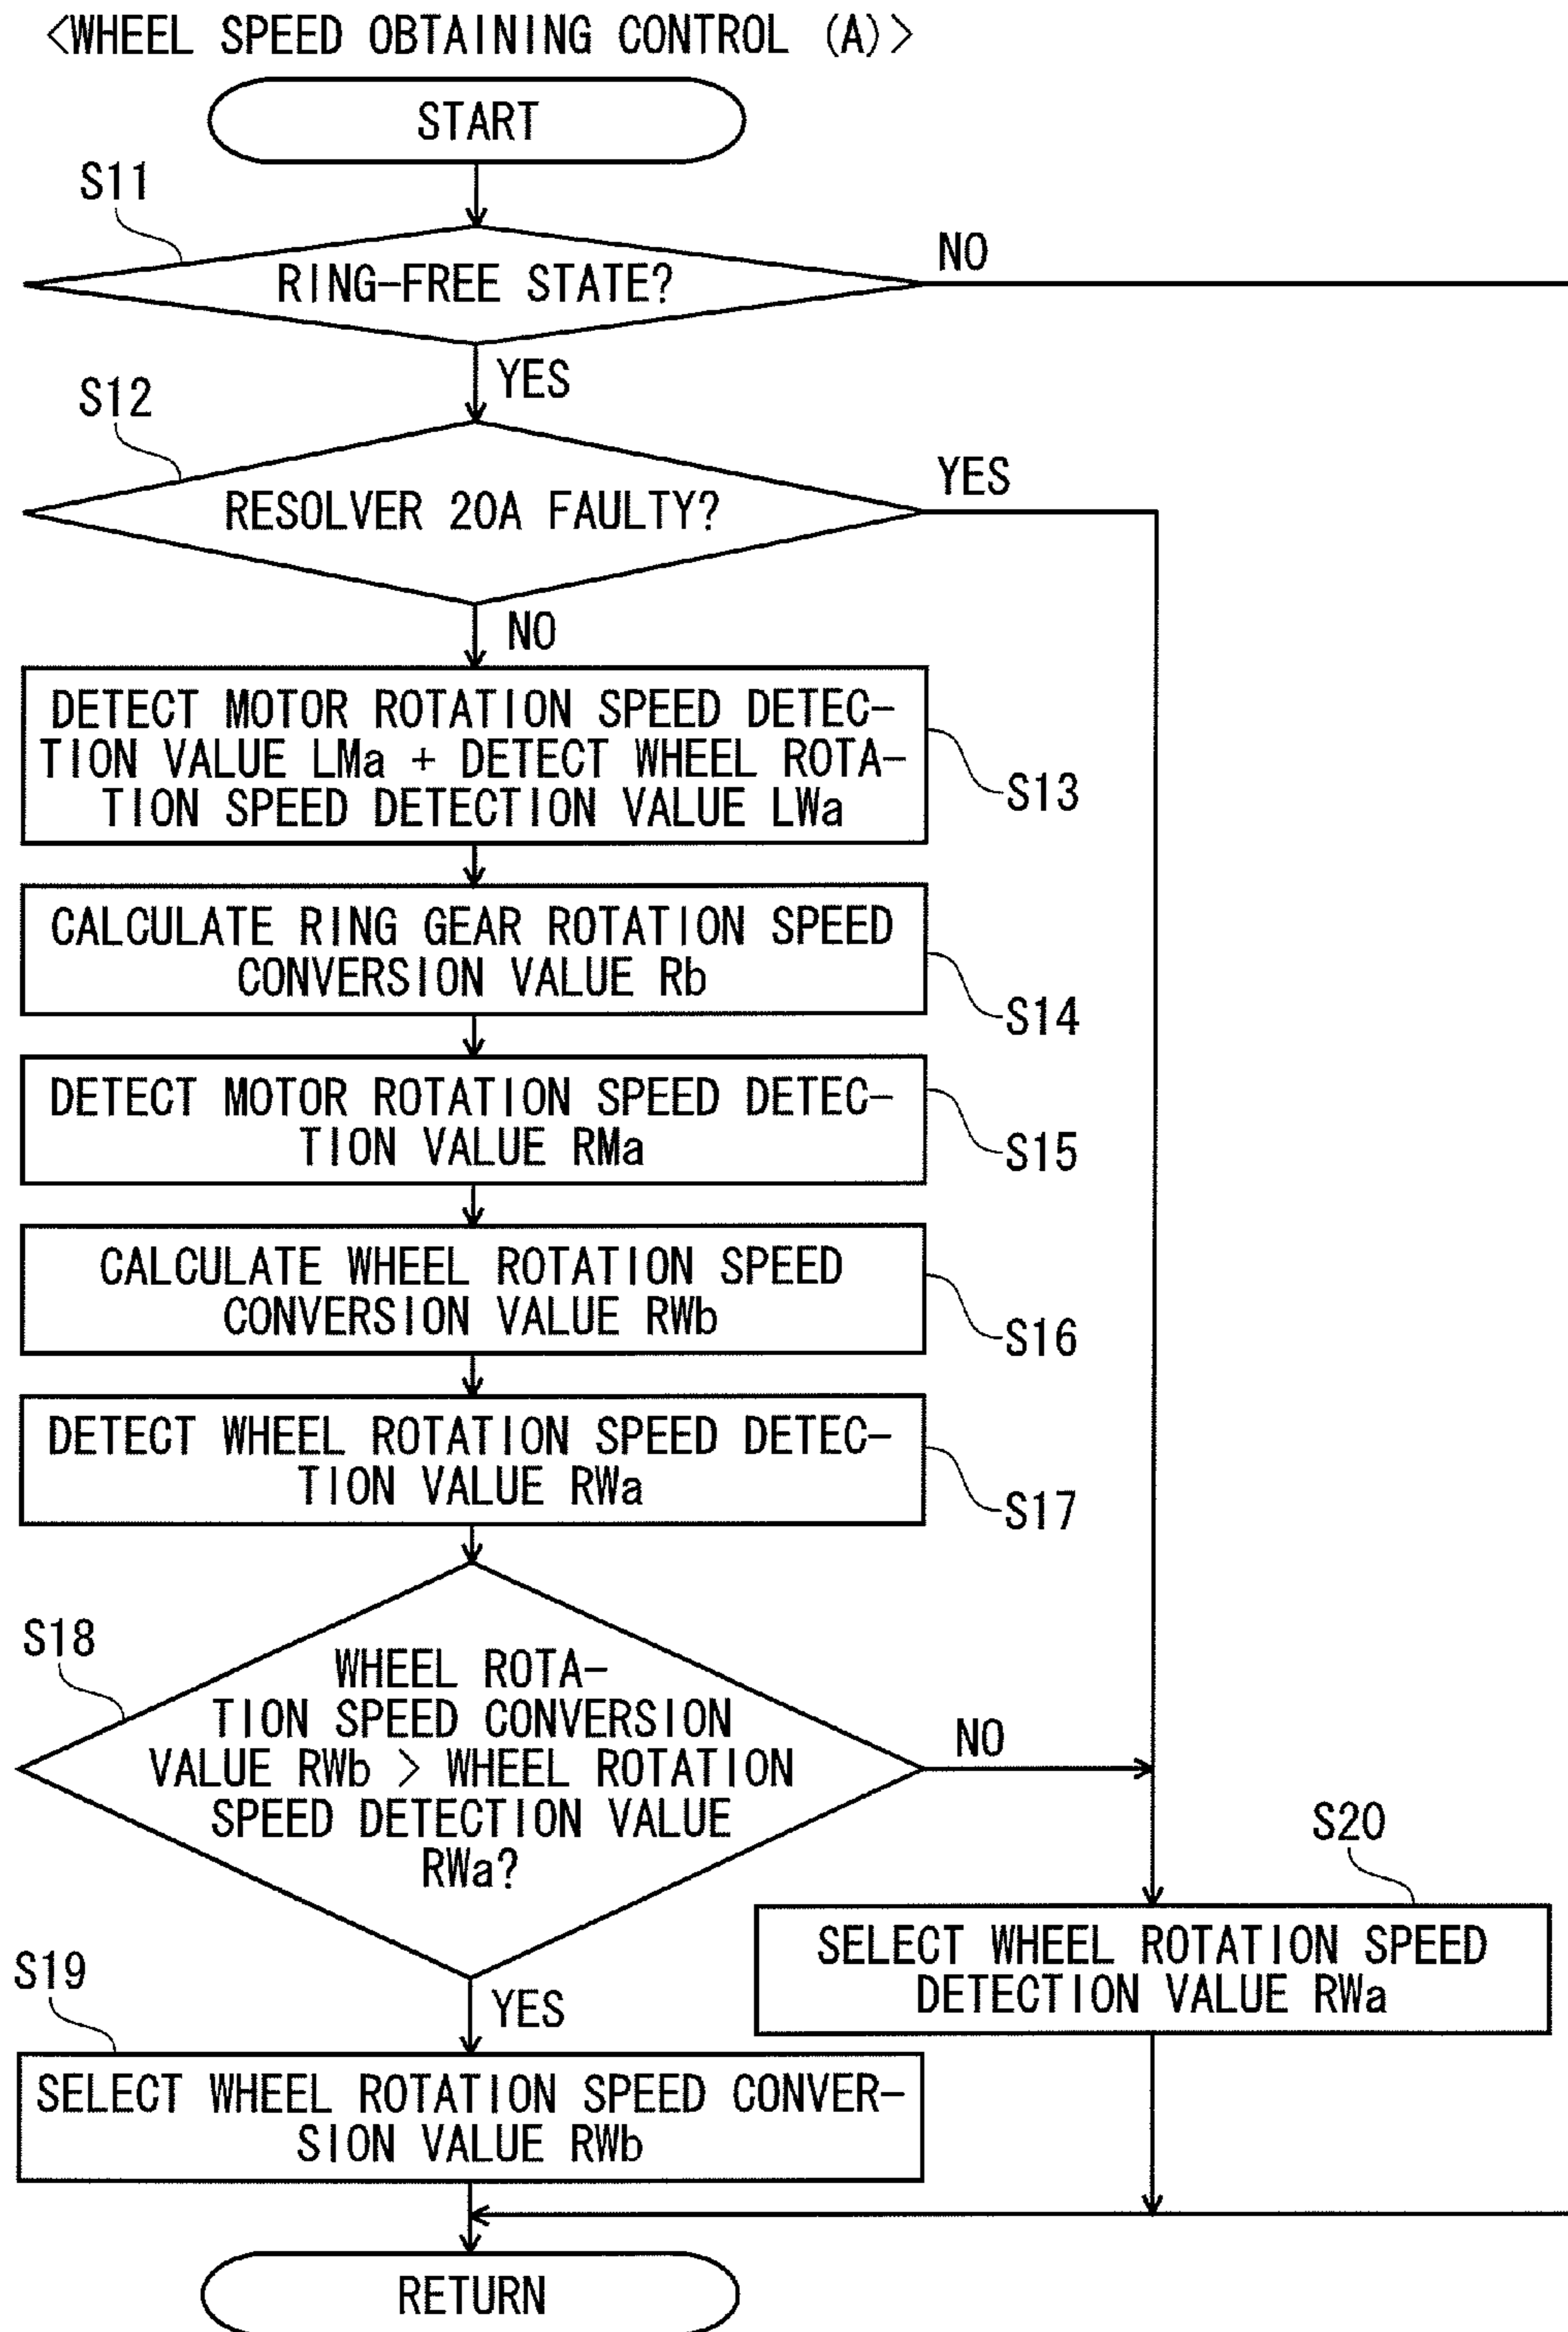 <WHEEL SPEED OBTAINING CONTROL (A)>
START
S11
RING-FREE STATE?
NO
YES
S12
RESOLVER 20A FAULTY?
YES
NO
DETECT MOTOR ROTATION SPEED DETEC-
TION VALUE LMa + DETECT WHEEL ROTA-
TION SPEED DETECTION VALUE LWa
S13
CALCULATE RING GEAR ROTATION SPEED
CONVERSION VALUE Rb
S14
DETECT MOTOR ROTATION SPEED DETEC-
TION VALUE RMa
S15
CALCULATE WHEEL ROTATION SPEED
CONVERSION VALUE RWb
S16
DETECT WHEEL ROTATION SPEED DETEC-
TION VALUE RWa
S17
S18
WHEEL ROTA-
TION SPEED CONVERSION
VALUE RWb > WHEEL ROTATION
SPEED DETECTION VALUE
RWa?
NO
YES
S20
SELECT WHEEL ROTATION SPEED
DETECTION VALUE RWa
S19
SELECT WHEEL ROTATION SPEED CONVER-
SION VALUE RWb
RETURN